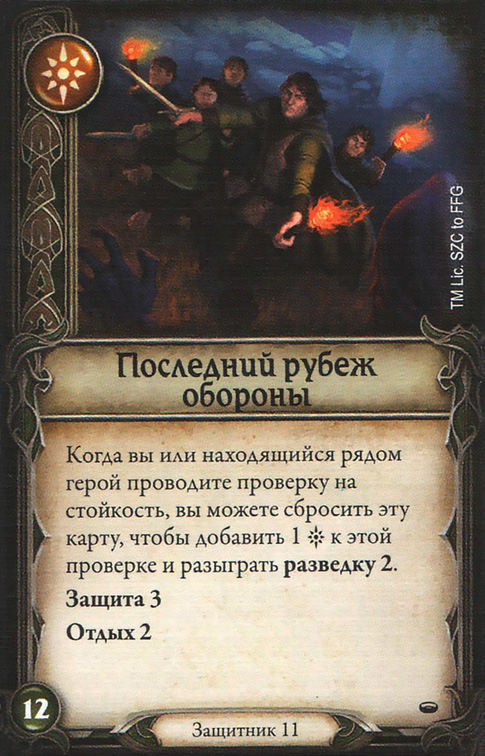 TM Lic. SZC to FFG
Последний рубеж
обороны
Когда вы или находящийся рядом
герой проводите проверку на
стойкость, вы можете сбросить эту
карту, чтобы добавить 1 к этой
проверке и разыграть разведку 2.
Защита 3
Отдых 2
12
Защитник 11